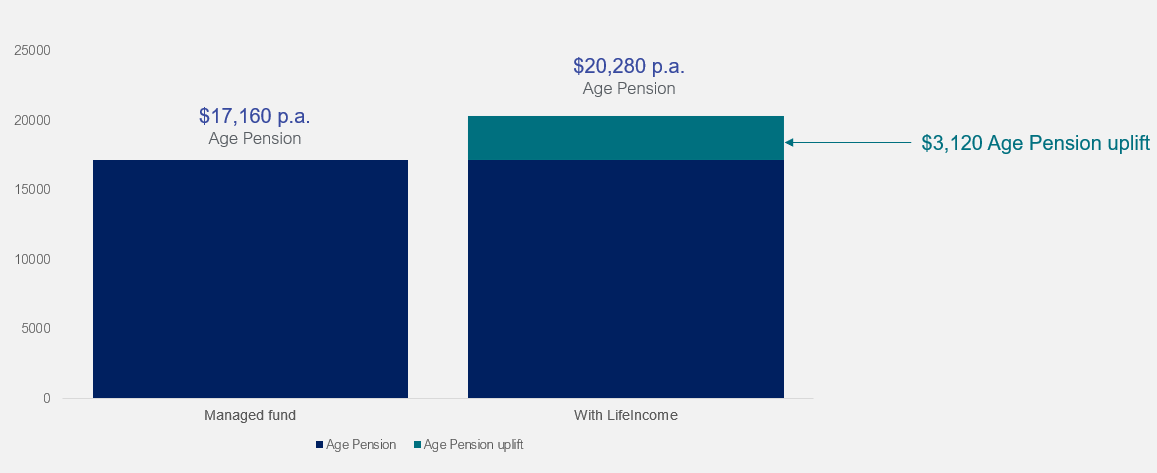 25000
20000
15000
10000
5000
0
$17,160 p.a.
Age Pension
$20,280 p.a.
Age Pension
$3,120 Age Pension uplift
Managed fund
With LifeIncome
Age Pension
Age Pension uplift